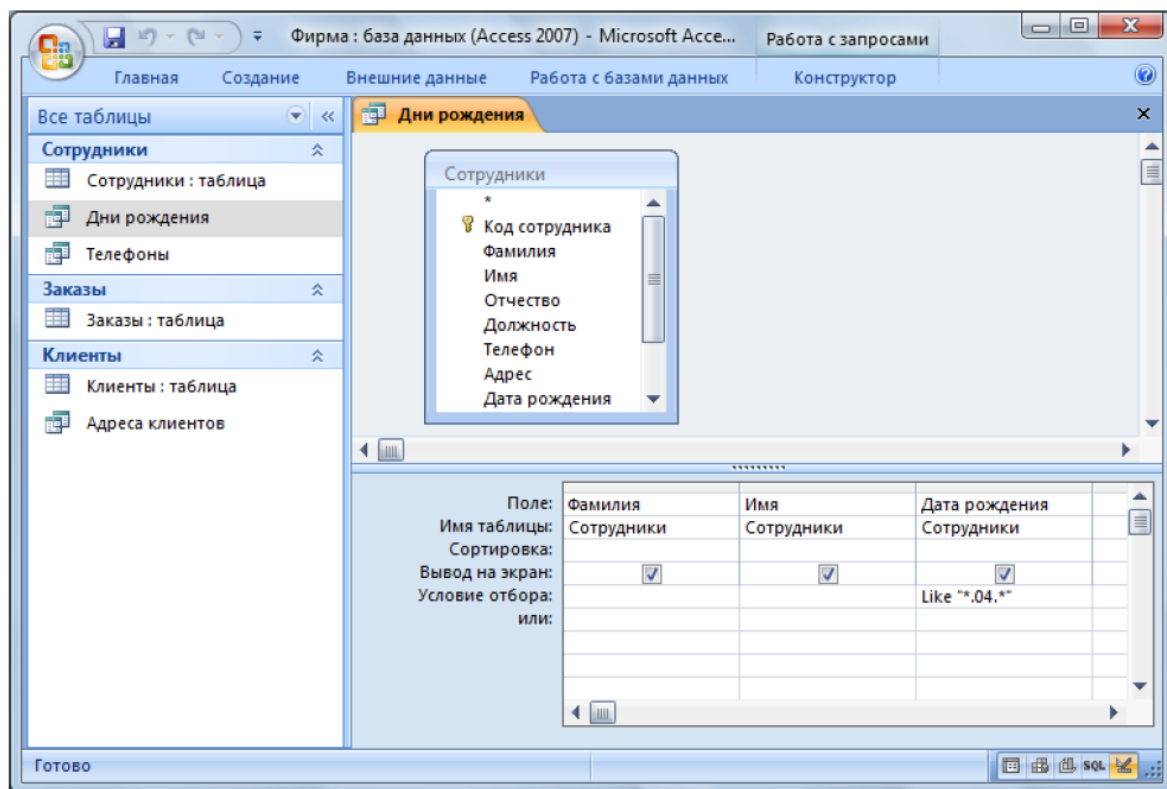 Фирма : база данных (Access 2007) - Microsoft Acce...
Работа с запросами
Главная
Создание
Внешние данные
Работа с базами данных
Конструктор
Все таблицы
Сотрудники
Сотрудники : таблица
Дни рождения
Телефоны
Заказы
Заказы : таблица
Клиенты
Клиенты : таблица
Адреса клиентов
Дни рождения
Сотрудники
*
Код сотрудника
Фамилия
Имя
Отчество
Должность
Телефон
Адрес
Дата рождения
Поле: Фамилия Имя Дата рождения
Имя таблицы: Сотрудники Сотрудники Сотрудники
Сортировка:
Вывод на экран:
Условие отбора: Like "*.04.*"
или:
Готово
SQL